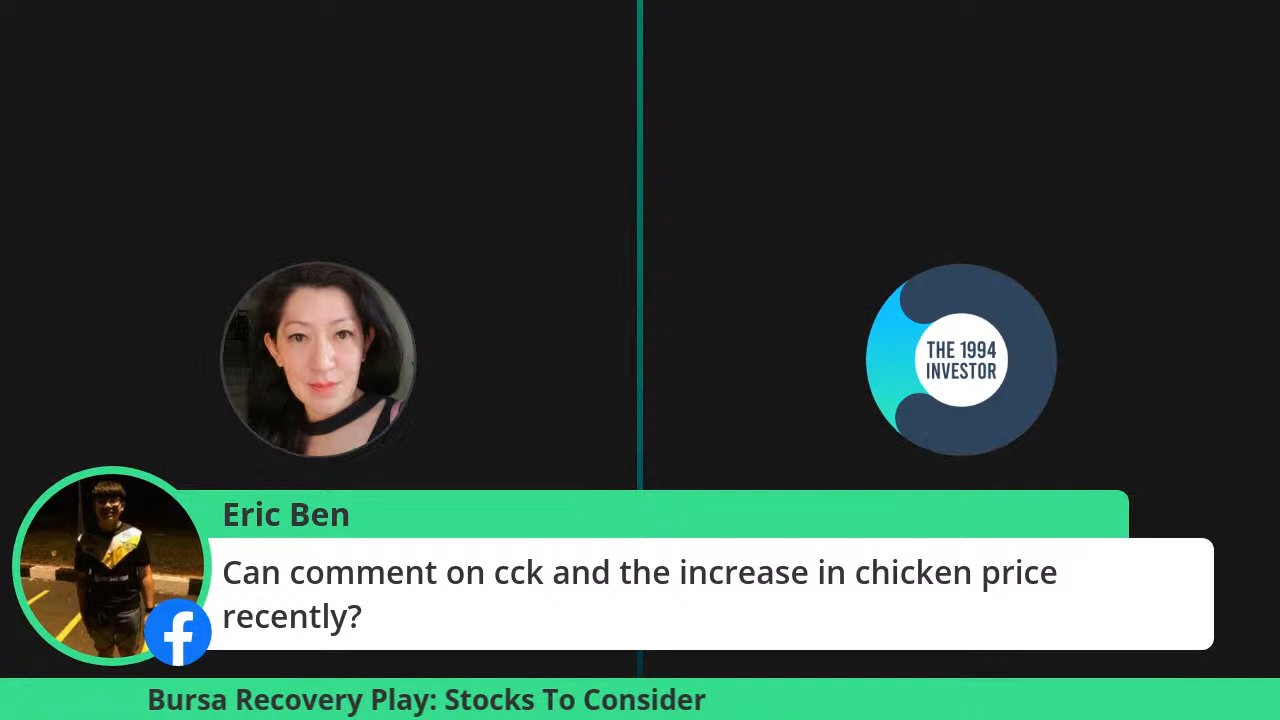 THE 1994
INVESTOR
Eric Ben
Can comment on cck and the increase in chicken price
recently?
Bursa Recovery Play: Stocks To Consider